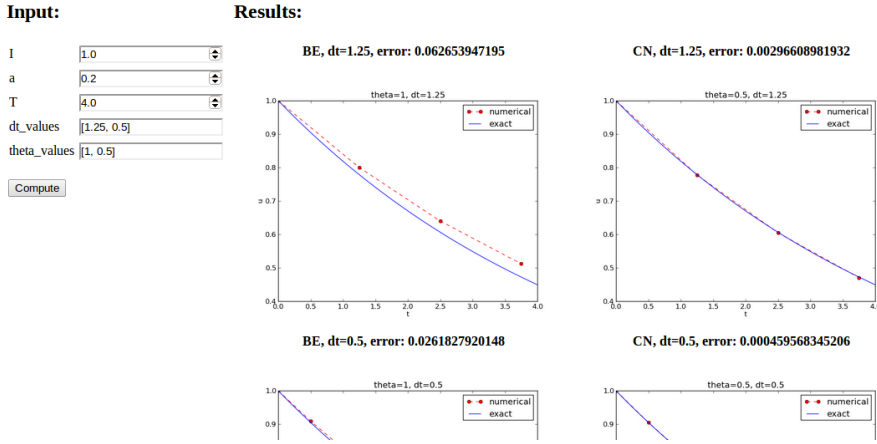 Input:
I 1.0
a 0.2
T 4.0
dt_values [1.25, 0.5]
theta_values [1, 0.5]
Compute
Results:
BE, dt=1.25, error: 0.062653947195
theta=1, dt=1.25
numerical
exact
1.0
0.9
0.8
0.7
0.6
0.5
0.4
u
0.0 0.5 1.0 1.5 2.0 2.5 3.0 3.5 4.0
t
CN, dt=1.25, error: 0.00296608981932
theta=0.5, dt=1.25
numerical
exact
1.0
0.9
0.8
0.7
0.6
0.5
0.4
u
0.0 0.5 1.0 1.5 2.0 2.5 3.0 3.5 4.
t
BE, dt=0.5, error: 0.0261827920148
theta=1, dt=0.5
numerical
exact
1.0
0.9
CN, dt=0.5, error: 0.000459568345206
theta=0.5, dt=0.5
numerical
exact
1.0
0.9